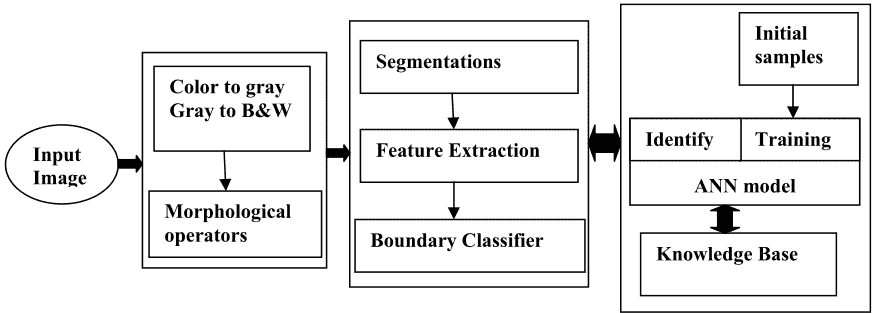 Input
Image
Color to gray
Gray to B&W
Morphological
operators
Segmentations
Feature Extraction
Boundary Classifier
Initial
samples
Identify
Training
ANN model
Knowledge Base